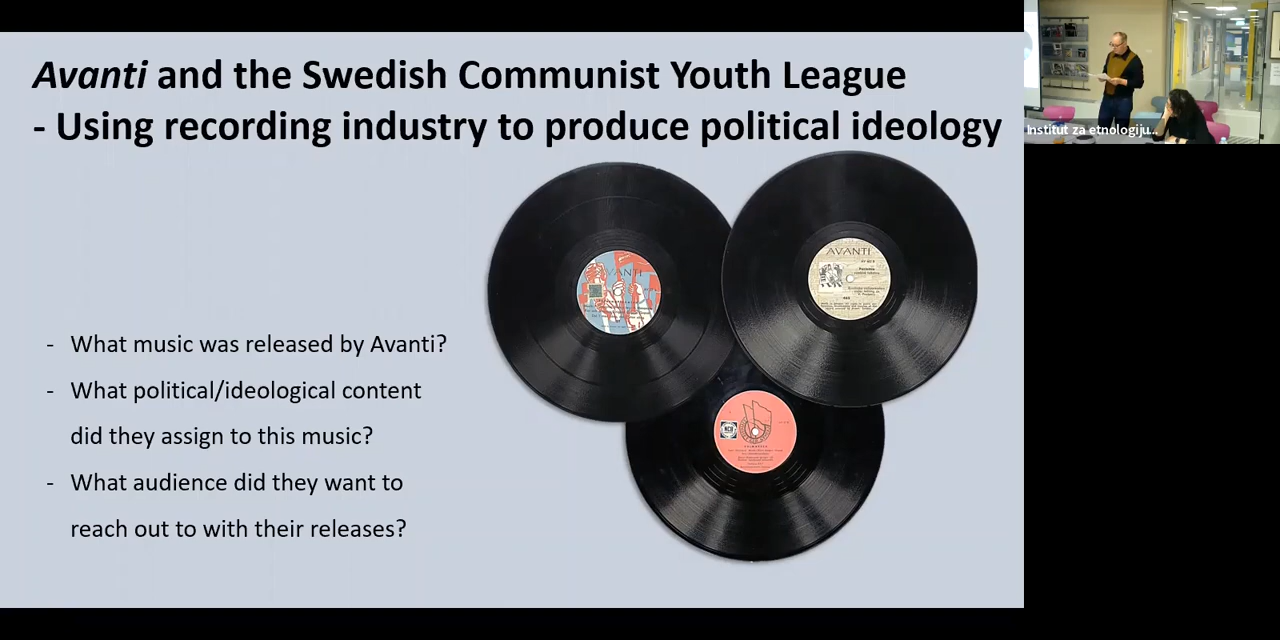 Avanti and the Swedish Communist Youth League
- Using recording industry to produce political ideology
- What music was released by Avanti?
- What political/ideological content
did they assign to this music?
- What audience did they want to
reach out to with their releases?
AVANTI
AVANTI
NCB
Institut za etnologiju...